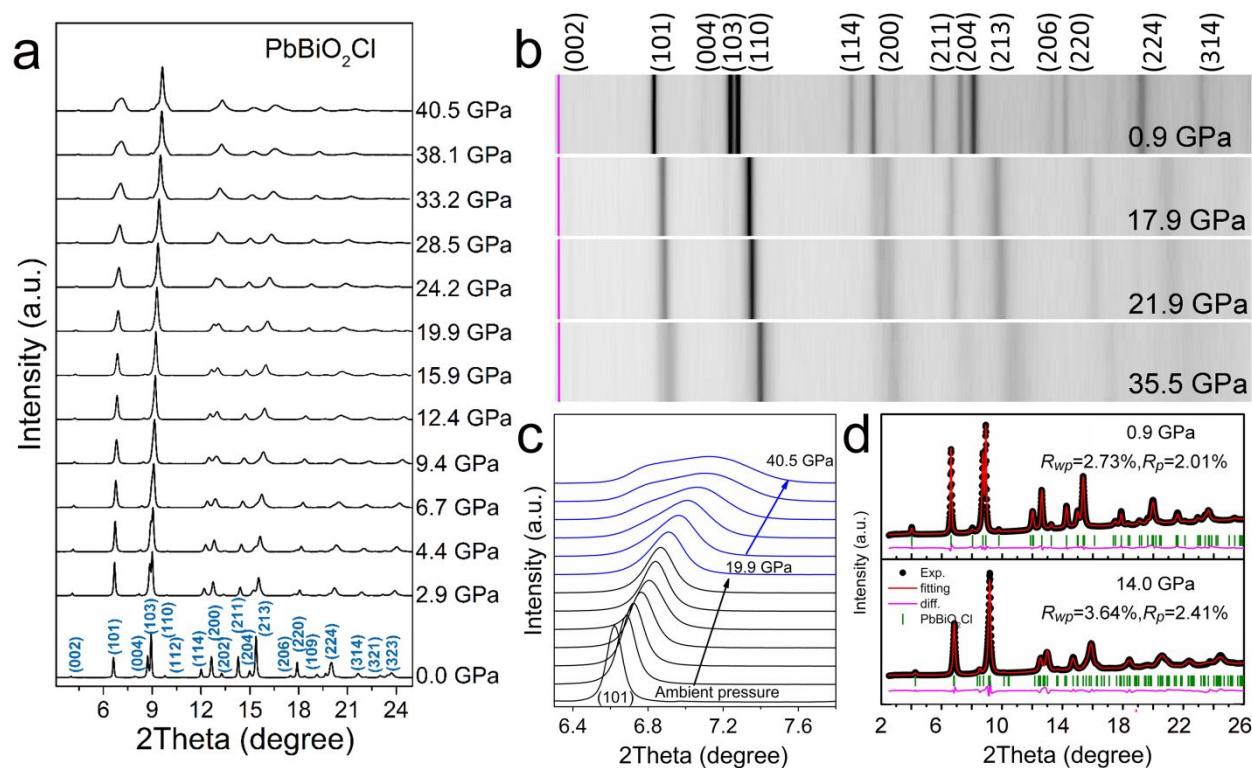 a
PbBiO2Cl
40.5 GPa
38.1 GPa
33.2 GPa
28.5 GPa
24.2 GPa
19.9 GPa
15.9 GPa
12.4 GPa
9.4 GPa
6.7 GPa
4.4 GPa
2.9 GPa
0.0 GPa
(002)
(101)
(004)
(103)
(110)
(112)
(114)
(200)
(202)
(211)
(204)
(213)
(206)
(220)
(109)
(224)
(314)
(321)
(323)
Intensity (a.u.)
3 6 9 12 15 18 21 24
2Theta (degree)
b
(002)
(101)
(004)
(103)
(110)
(114)
(200)
(211)
(204)
(213)
(206)
(220)
(224)
(314)
0.9 GPa
17.9 GPa
21.9 GPa
35.5 GPa
c
40.5 GPa
19.9 GPa
Ambient pressure
(101)
Intensity (a.u.)
6.4 6.8 7.2 7.6
2Theta (degree)
d
0.9 GPa
Rwp=2.73%,Rp=2.01%
14.0 GPa
Rwp=3.64%,Rp=2.41%
Exp.
fitting
diff.
PbBiO2Cl
Intensity (a.u.)
2 6 10 14 18 22 26
2Theta (degree)